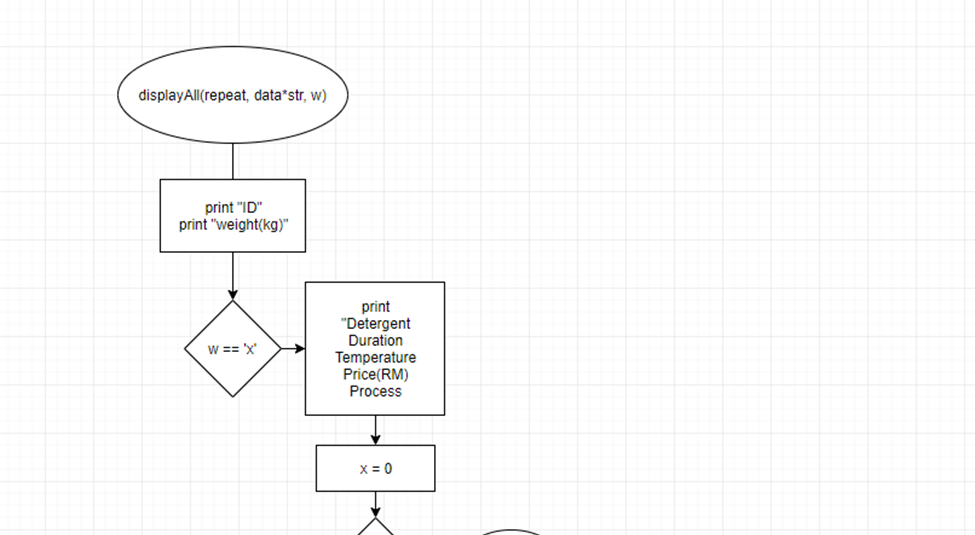 displayAll(repeat, data*str, w)
print "ID"
print "weight(kg)"
w == 'x'
print
"Detergent
Duration
Temperature
Price(RM)
Process
x = 0